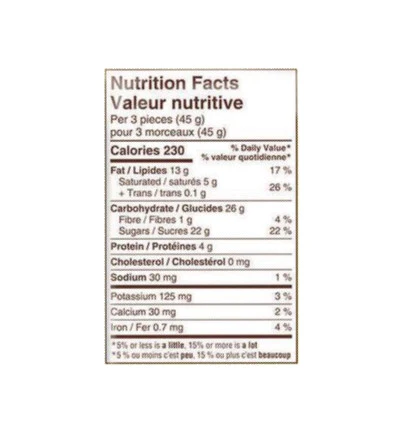 Nutrition Facts
Valeur nutritive
Per 3 pieces (45 g)
pour 3 morceaux (45 g)
Calories 230
% Daily Value*
% valeur quotidienne*
Fat / Lipides 13 g 17 %
Saturated / saturés 5 g
+ Trans / trans 0.1 g
26 %
Carbohydrate / Glucides 26 g
Fibre / Fibres 1 g 4 %
Sugars / Sucres 22 g 22 %
Protein / Protéines 4 g
Cholesterol / Cholestérol 0 mg
Sodium 30 mg 1 %
Potassium 125 mg 3 %
Calcium 30 mg 2 %
Iron / Fer 0.7 mg 4 %
*5% or less is a little, 15% or more is a lot
*5 % ou moins c'est peu, 15 % ou plus c'est beaucoup